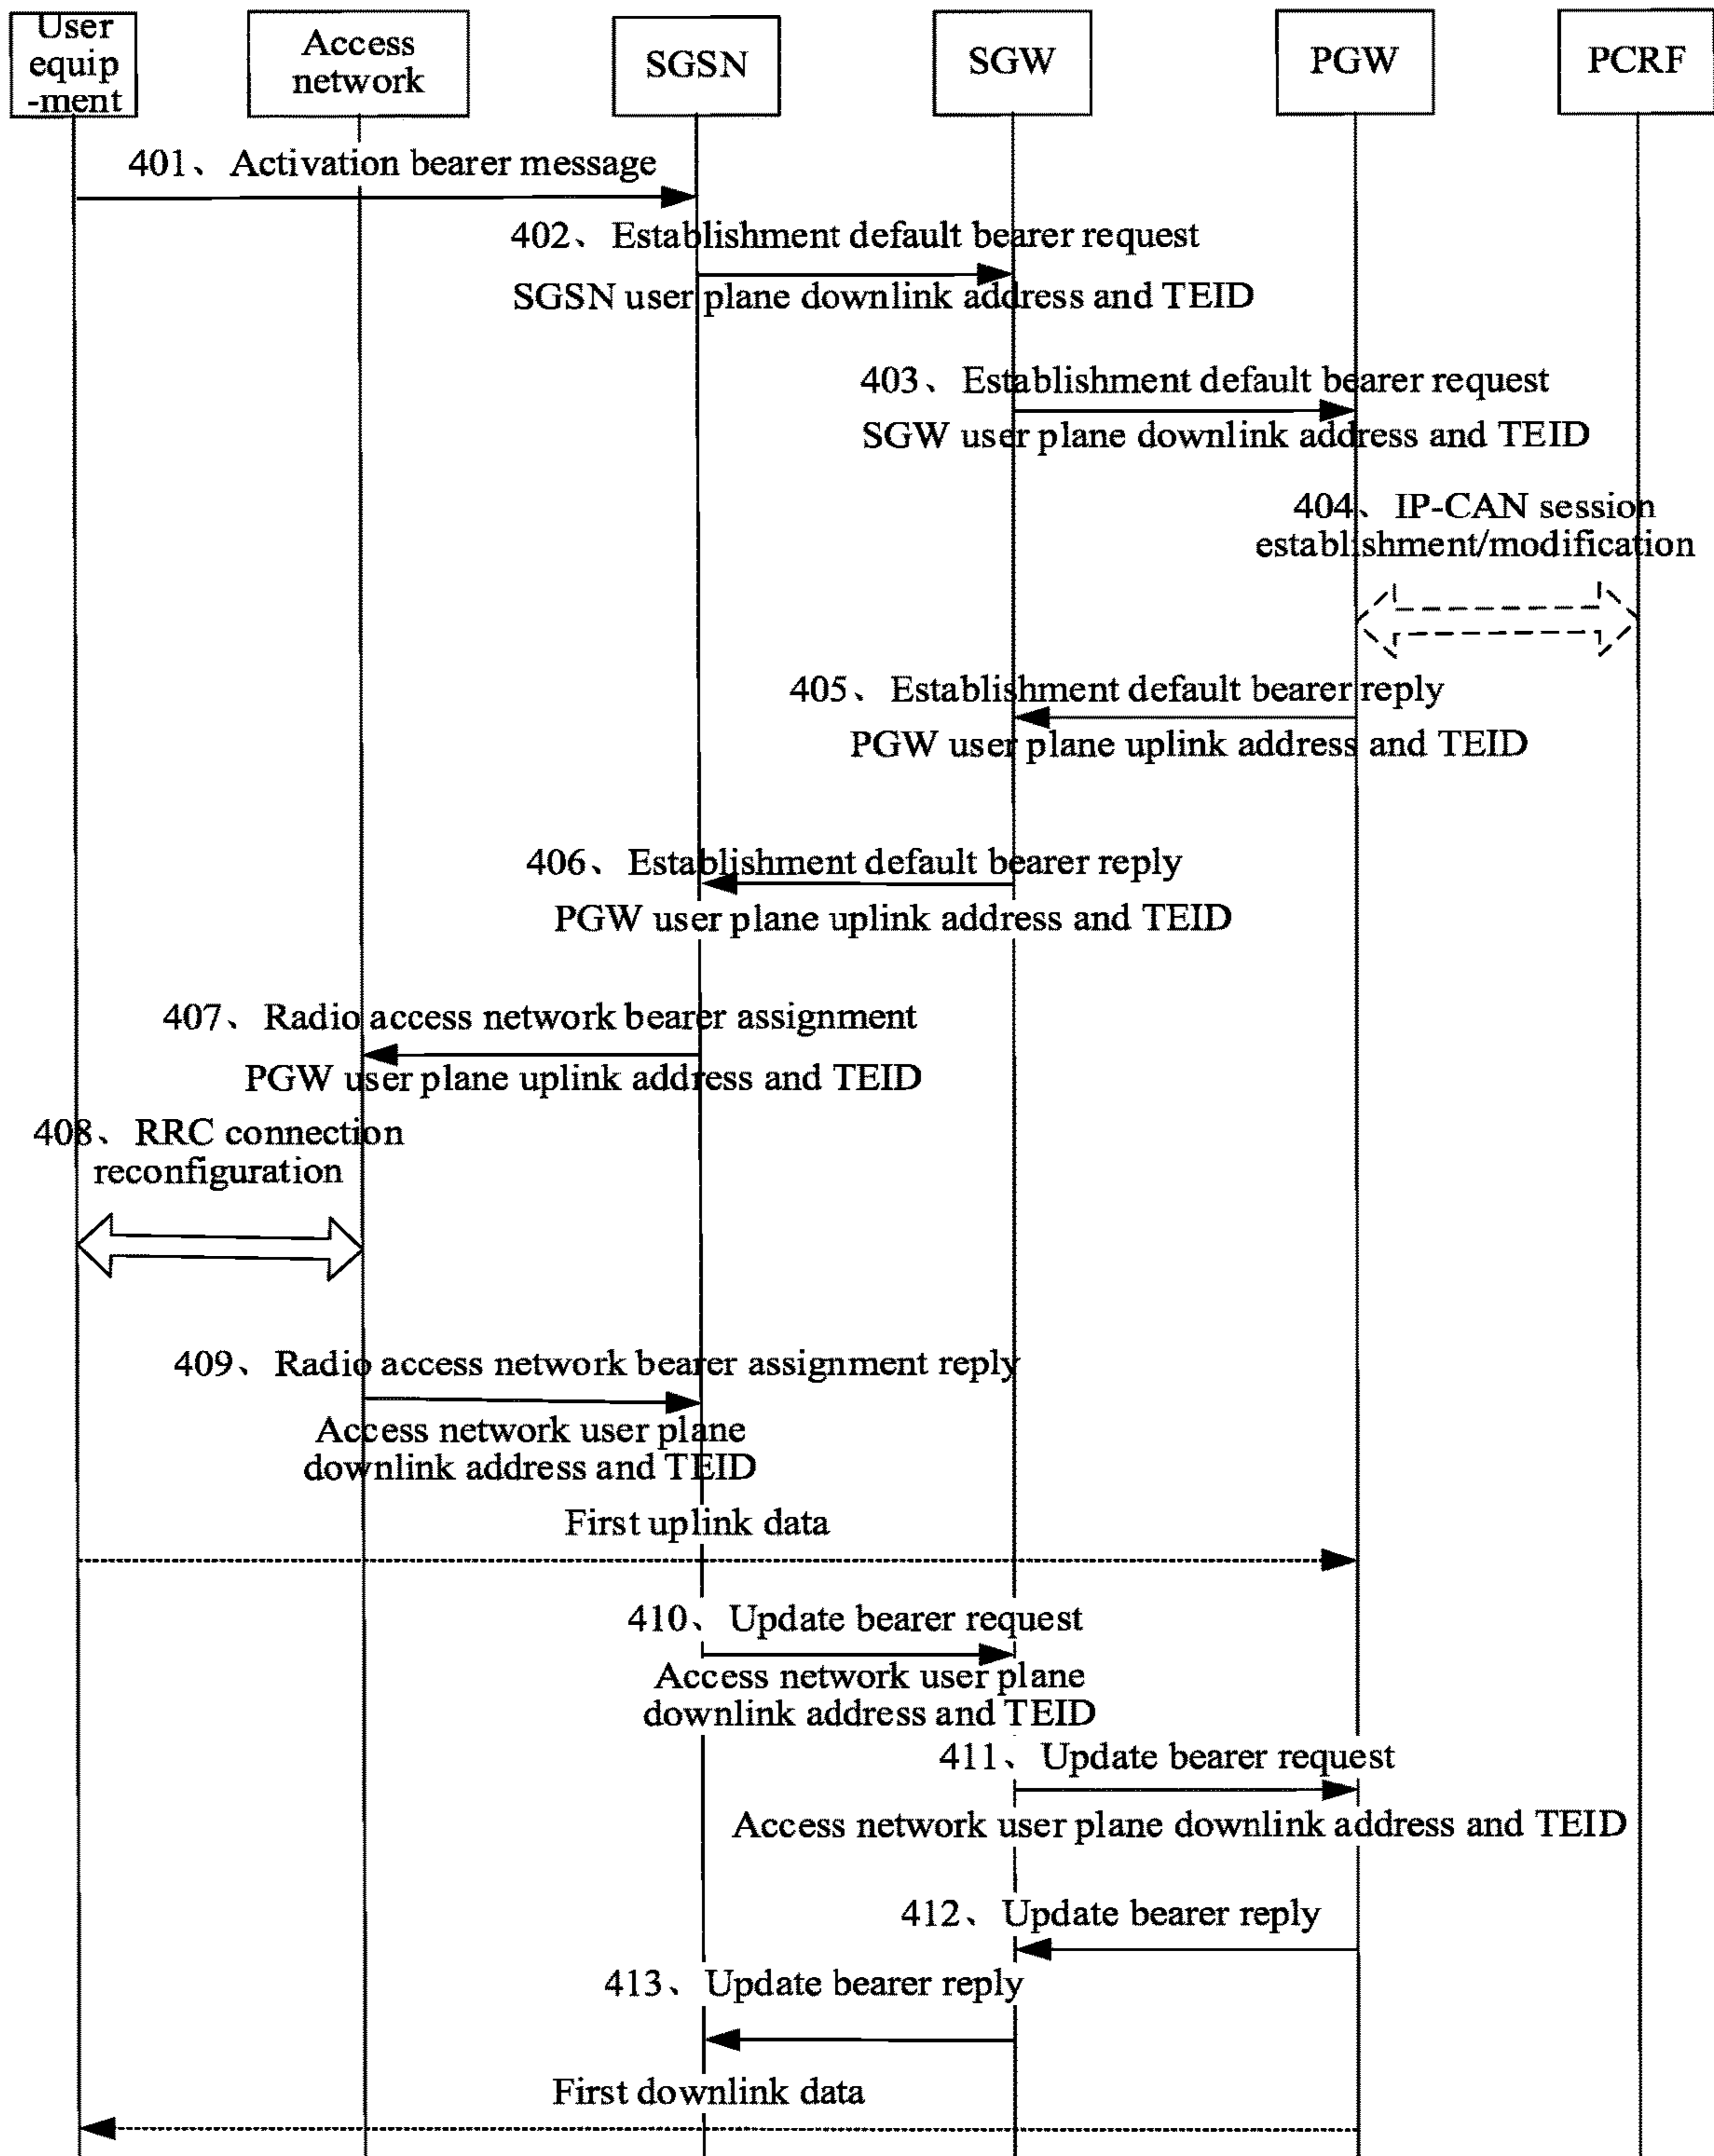 User
equip
-ment
Access
network
SGSN
SGW
PGW
PCRF
401、Activation bearer message
402、Establishment default bearer request
SGSN user plane downlink address and TEID
403、Establishment default bearer request
SGW user plane downlink address and TEID
404、IP-CAN session
establishment/modification
405、Establishment default bearer reply
PGW user plane uplink address and TEID
406、Establishment default bearer reply
PGW user plane uplink address and TEID
407、Radio access network bearer assignment
PGW user plane uplink address and TEID
408、RRC connection
reconfiguration
409、Radio access network bearer assignment reply
Access network user plane
downlink address and TEID
First uplink data
410、Update bearer request
Access network user plane
downlink address and TEID
411、Update bearer request
Access network user plane downlink address and TEID
412、Update bearer reply
413、Update bearer reply
First downlink data